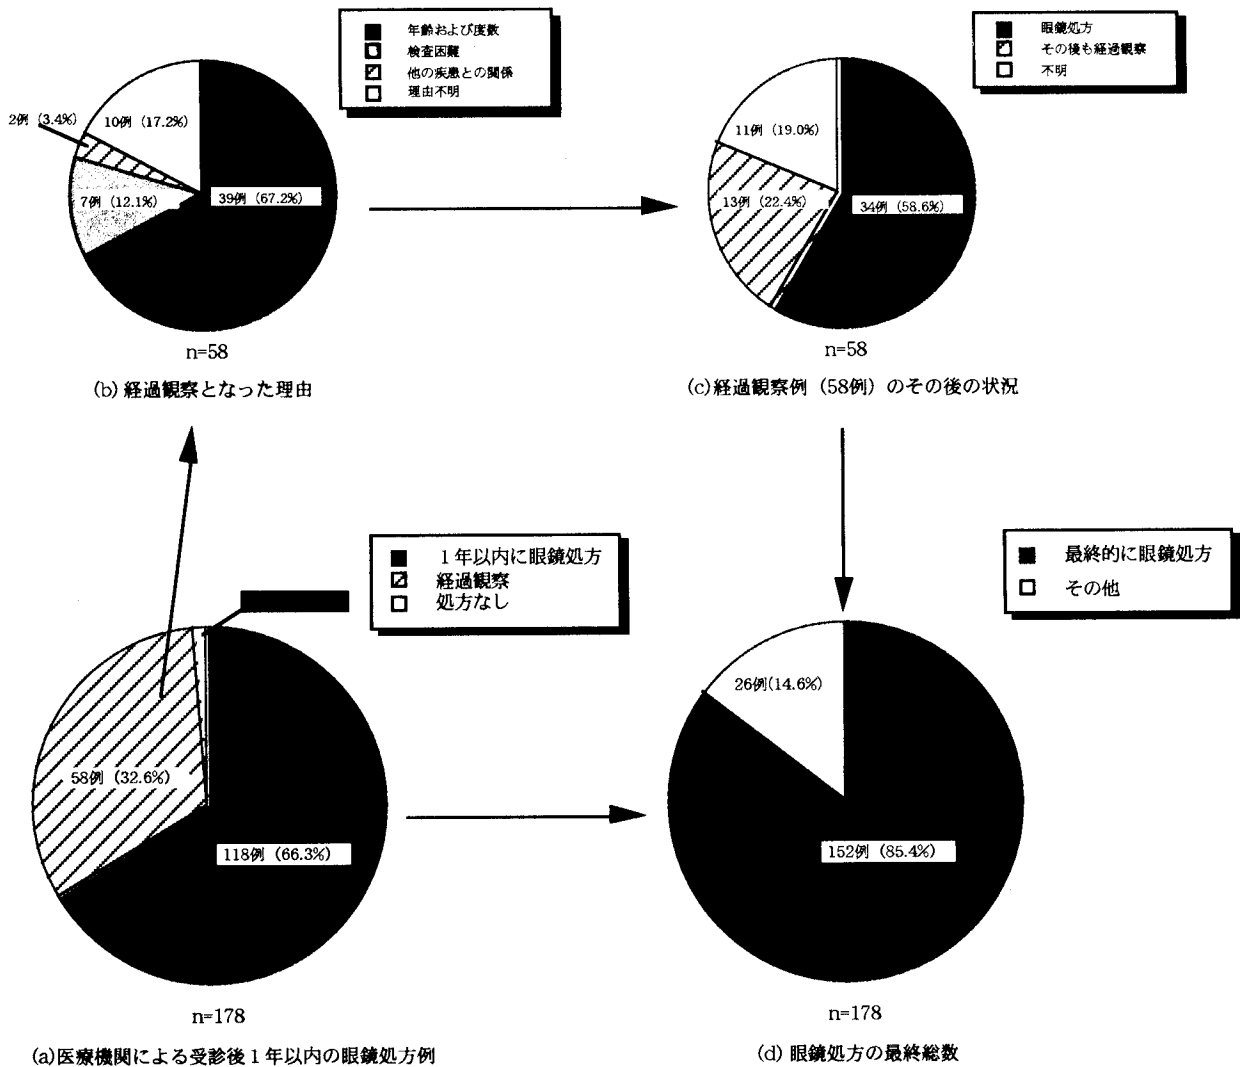 年齢および度数
検査困難
他の疾患との関係
理由不明
2例 (3.4%)
10例 (17.2%)
7例 (12.1%)
39例 (67.2%)
n=58
(b) 経過観察となった理由
眼鏡処方
その後も経過観察
不明
11例 (19.0%)
13例 (22.4%)
34例 (58.6%)
n=58
(c)経過観察例 (58例) のその後の状況
1年以内に眼鏡処方
経過観察
処方なし
58例 (32.6%)
118例 (66.3%)
n=178
(a)医療機関による受診後1年以内の眼鏡処方例
最終的に眼鏡処方
その他
26例(14.6%)
152例 (85.4%)
n=178
(d) 眼鏡処方の最終総数